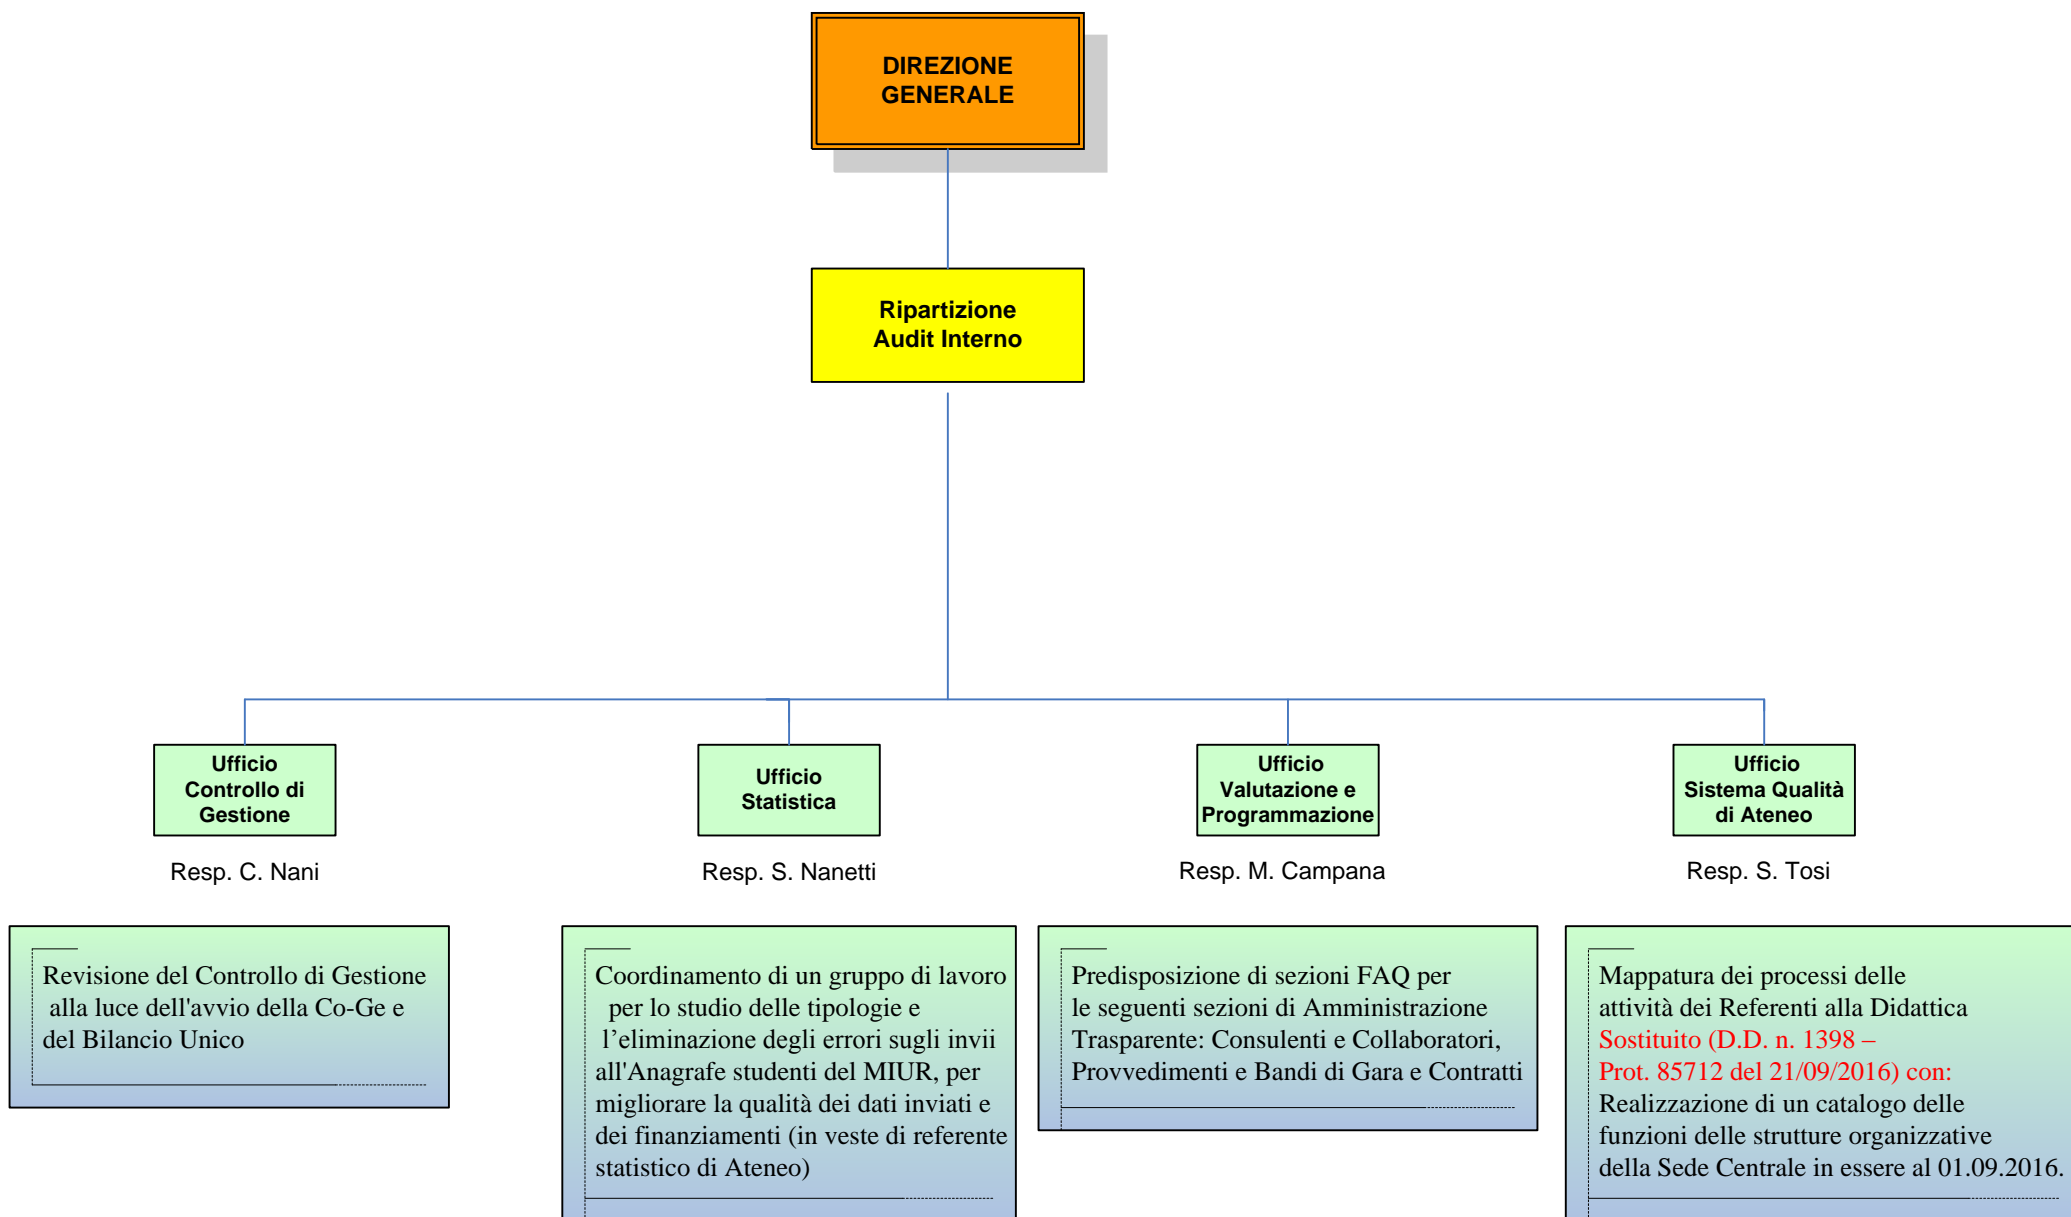 DIREZIONE
GENERALE
Ripartizione
Audit Interno
Ufficio
Controllo di
Gestione
Resp. C. Nani
Revisione del Controllo di Gestione
alla luce dell'avvio della Co-Ge e
del Bilancio Unico
Ufficio
Statistica
Resp. S. Nanetti
Coordinamento di un gruppo di lavoro
per lo studio delle tipologie e
l’eliminazione degli errori sugli invii
all'Anagrafe studenti del MIUR, per
migliorare la qualità dei dati inviati e
dei finanziamenti (in veste di referente
statistico di Ateneo)
Ufficio
Valutazione e
Programmazione
Resp. M. Campana
Predisposizione di sezioni FAQ per
le seguenti sezioni di Amministrazione
Trasparente: Consulenti e Collaboratori,
Provvedimenti e Bandi di Gara e Contratti
Ufficio
Sistema Qualità
di Ateneo
Resp. S. Tosi
Mappatura dei processi delle
attività dei Referenti alla Didattica
Sostituito (D.D. n. 1398 –
Prot. 85712 del 21/09/2016) con:
Realizzazione di un catalogo delle
funzioni delle strutture organizzative
della Sede Centrale in essere al 01.09.2016.